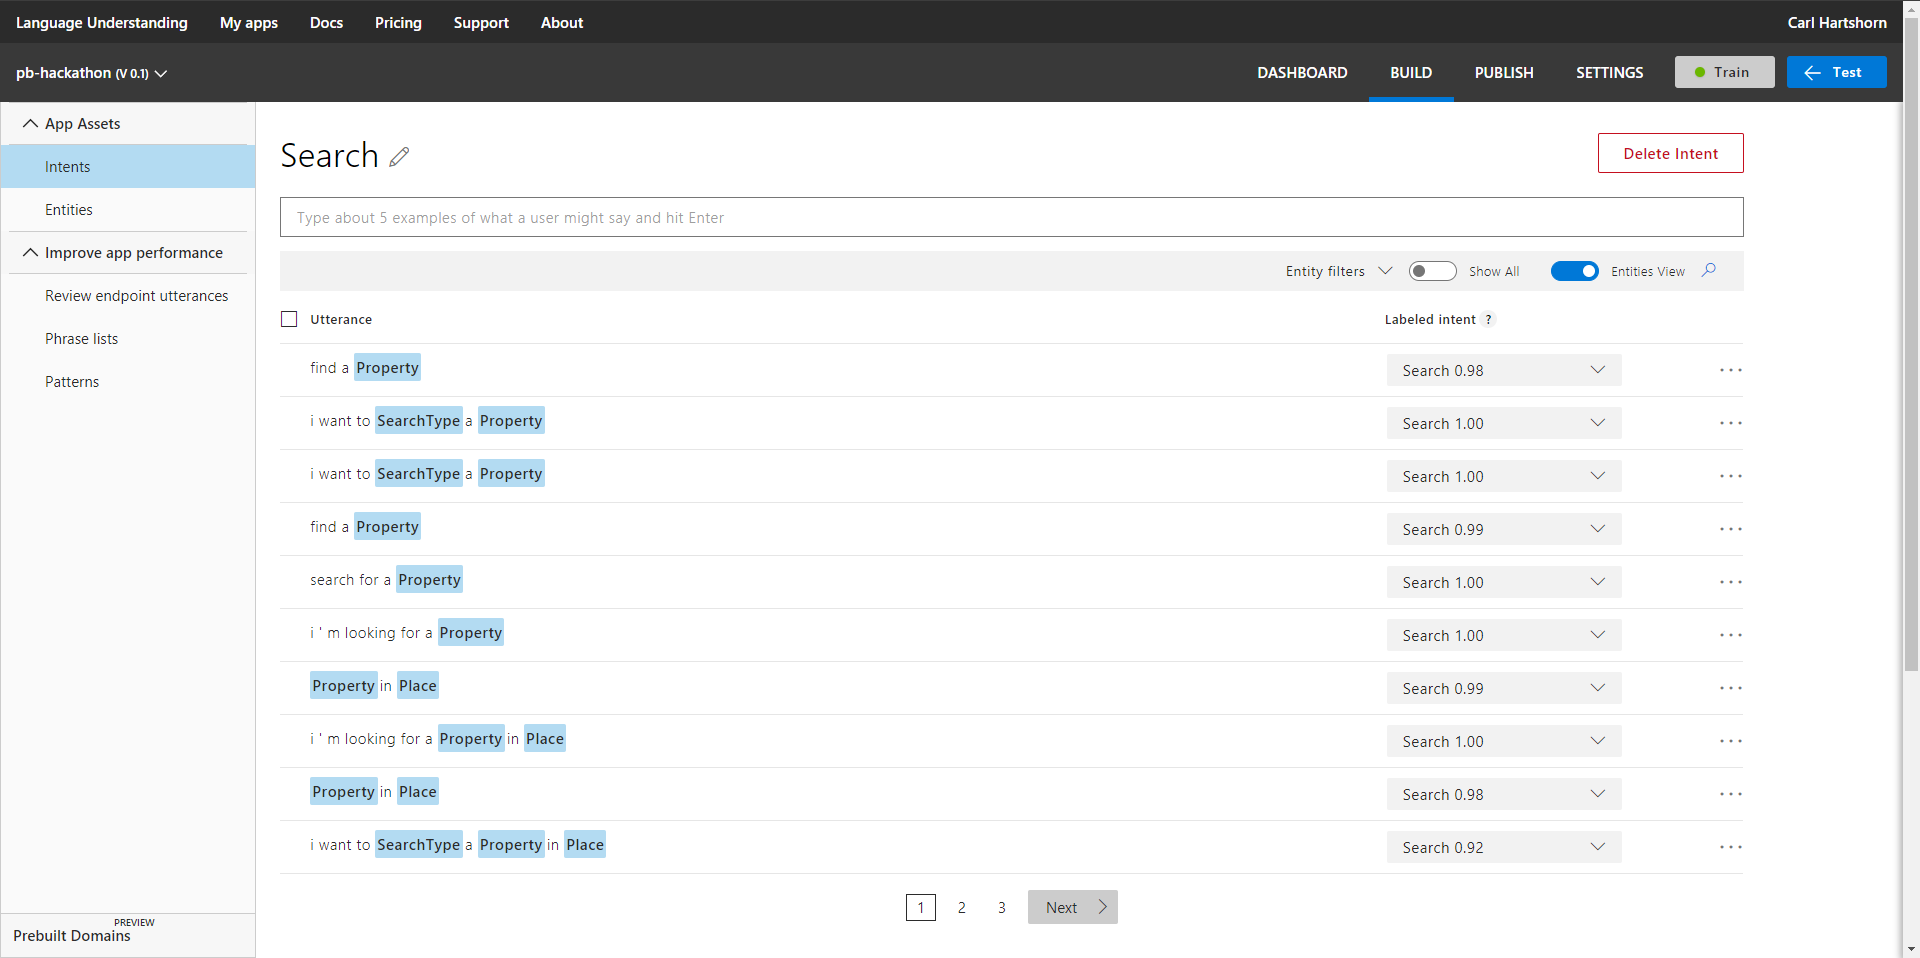 Language Understanding My apps Docs Pricing Support About Carl Hartshorn
pb-hackathon (V 0.1) DASHBOARD BUILD PUBLISH SETTINGS Train Test
App Assets
Intents
Entities
Improve app performance
Review endpoint utterances
Phrase lists
Patterns
PREVIEW
Prebuilt Domains
Search
Delete Intent
Type about 5 examples of what a user might say and hit Enter
Entity filters Show All Entities View
Utterance Labeled intent ?
find a Property Search 0.98 ...
i want to SearchType a Property Search 1.00 ...
i want to SearchType a Property Search 1.00 ...
find a Property Search 0.99 ...
search for a Property Search 1.00 ...
i ' m looking for a Property Search 1.00 ...
Property in Place Search 0.99 ...
i ' m looking for a Property in Place Search 1.00 ...
Property in Place Search 0.98 ...
i want to SearchType a Property in Place Search 0.92 ...
1 2 3 Next